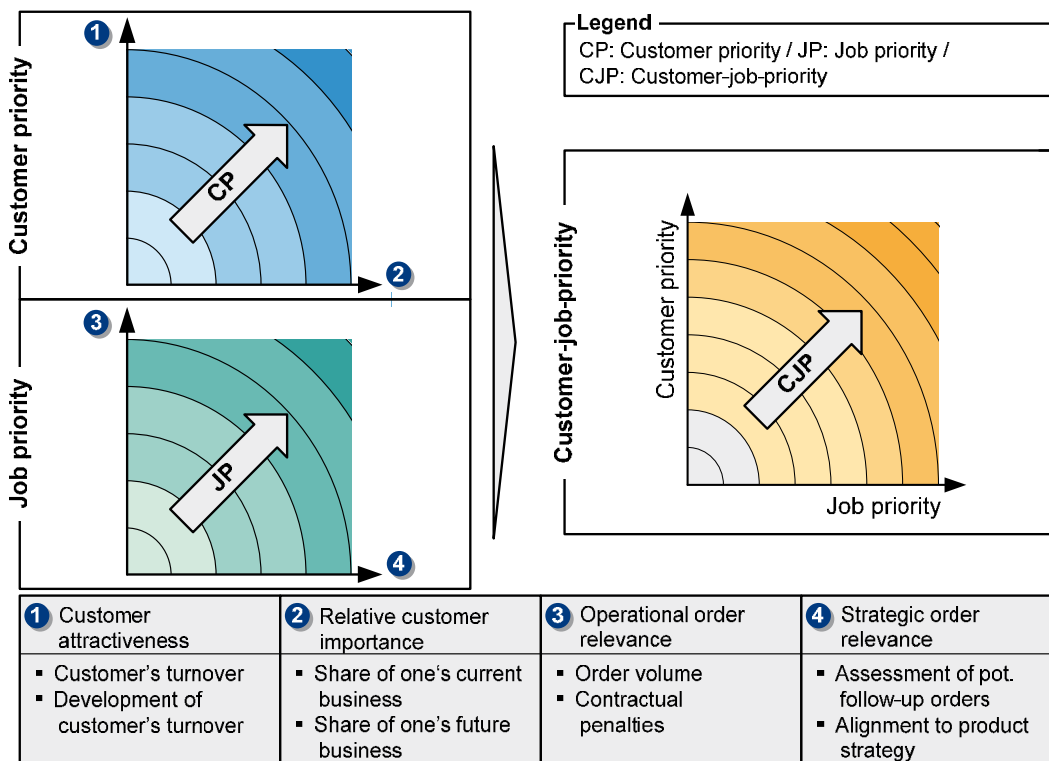 Customer priority
1
CP
2
Job priority
3
JP
4
Legend
CP: Customer priority / JP: Job priority /
CJP: Customer-job-priority
Customer-job-priority
Customer priority
CJP
Job priority
1 Customer
attractiveness
▪ Customer's turnover
▪ Development of
customer's turnover
2 Relative customer
importance
▪ Share of one‘s current
business
▪ Share of one’s future
business
3 Operational order
relevance
▪ Order volume
▪ Contractual
penalties
4 Strategic order
relevance
▪ Assessment of pot.
follow-up orders
▪ Alignment to product
strategy